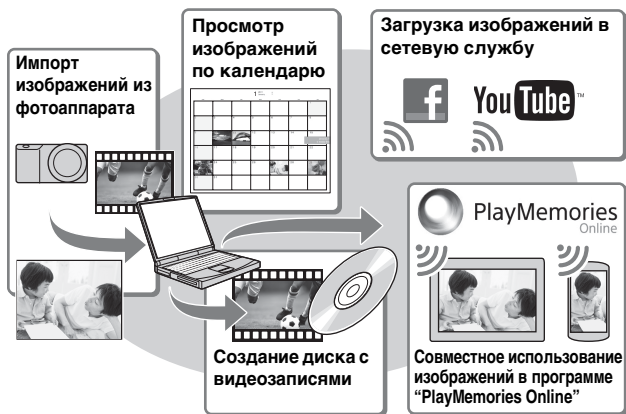 Импорт
изображений из
фотоаппарата
Просмотр
изображений
по календарю
Загрузка изображений в
сетевую службу
f
You Tube™
PlayMemories
Online
Создание диска с
видеозаписями
Совместное использование
изображений в программе
“PlayMemories Online”